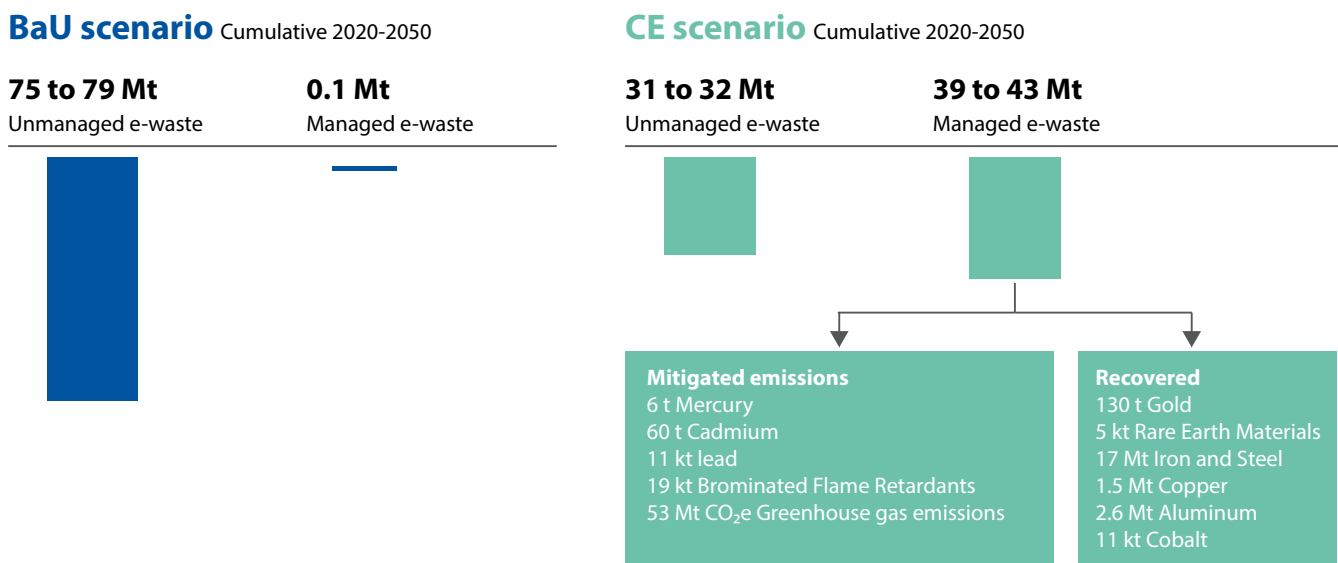 BaU scenario Cumulative 2020-2050
75 to 79 Mt
Unmanaged e-waste
0.1 Mt
Managed e-waste
CE scenario Cumulative 2020-2050
31 to 32 Mt
Unmanaged e-waste
39 to 43 Mt
Managed e-waste
Mitigated emissions
6 t Mercury
60 t Cadmium
11 kt lead
19 kt Brominated Flame Retardants
53 Mt CO₂e Greenhouse gas emissions
Recovered
130 t Gold
5 kt Rare Earth Materials
17 Mt Iron and Steel
1.5 Mt Copper
2.6 Mt Aluminum
11 kt Cobalt